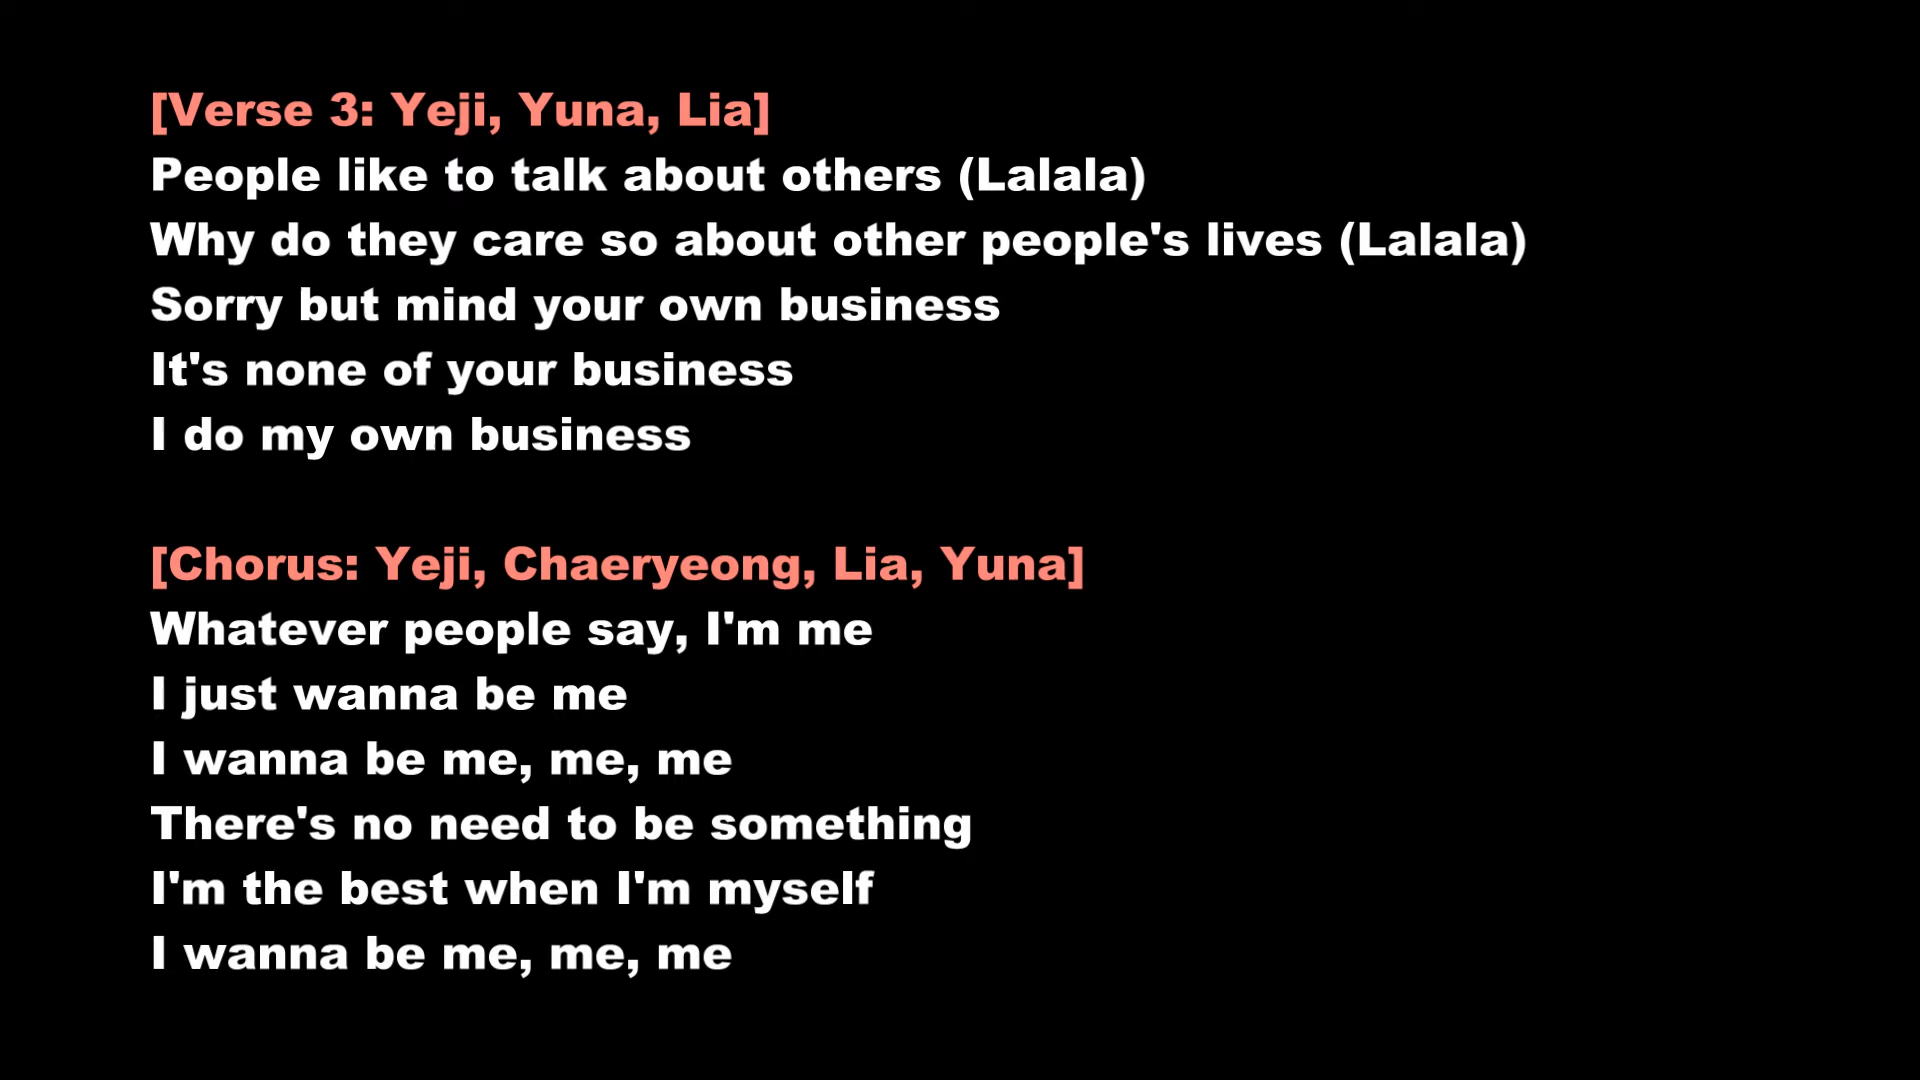 [Verse 3: Yeji, Yuna, Lia]
People like to talk about others (Lalala)
Why do they care so about other people's lives (Lalala)
Sorry but mind your own business
It's none of your business
I do my own business
[Chorus: Yeji, Chaeryeong, Lia, Yuna]
Whatever people say, I'm me
I just wanna be me
I wanna be me, me, me
There's no need to be something
I'm the best when I'm myself
I wanna be me, me, me